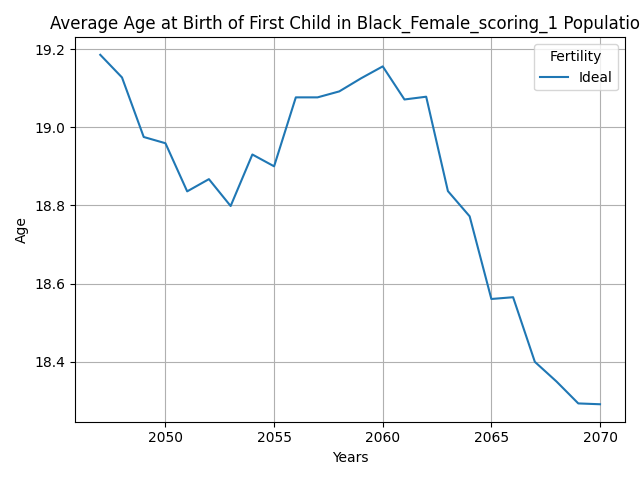 Average Age at Birth of First Child in Black_Female_scoring_1 Populatio
Fertility
Ideal
19.2
19.0
18.8
18.6
18.4
Age
2050 2055 2060 2065 2070
Years